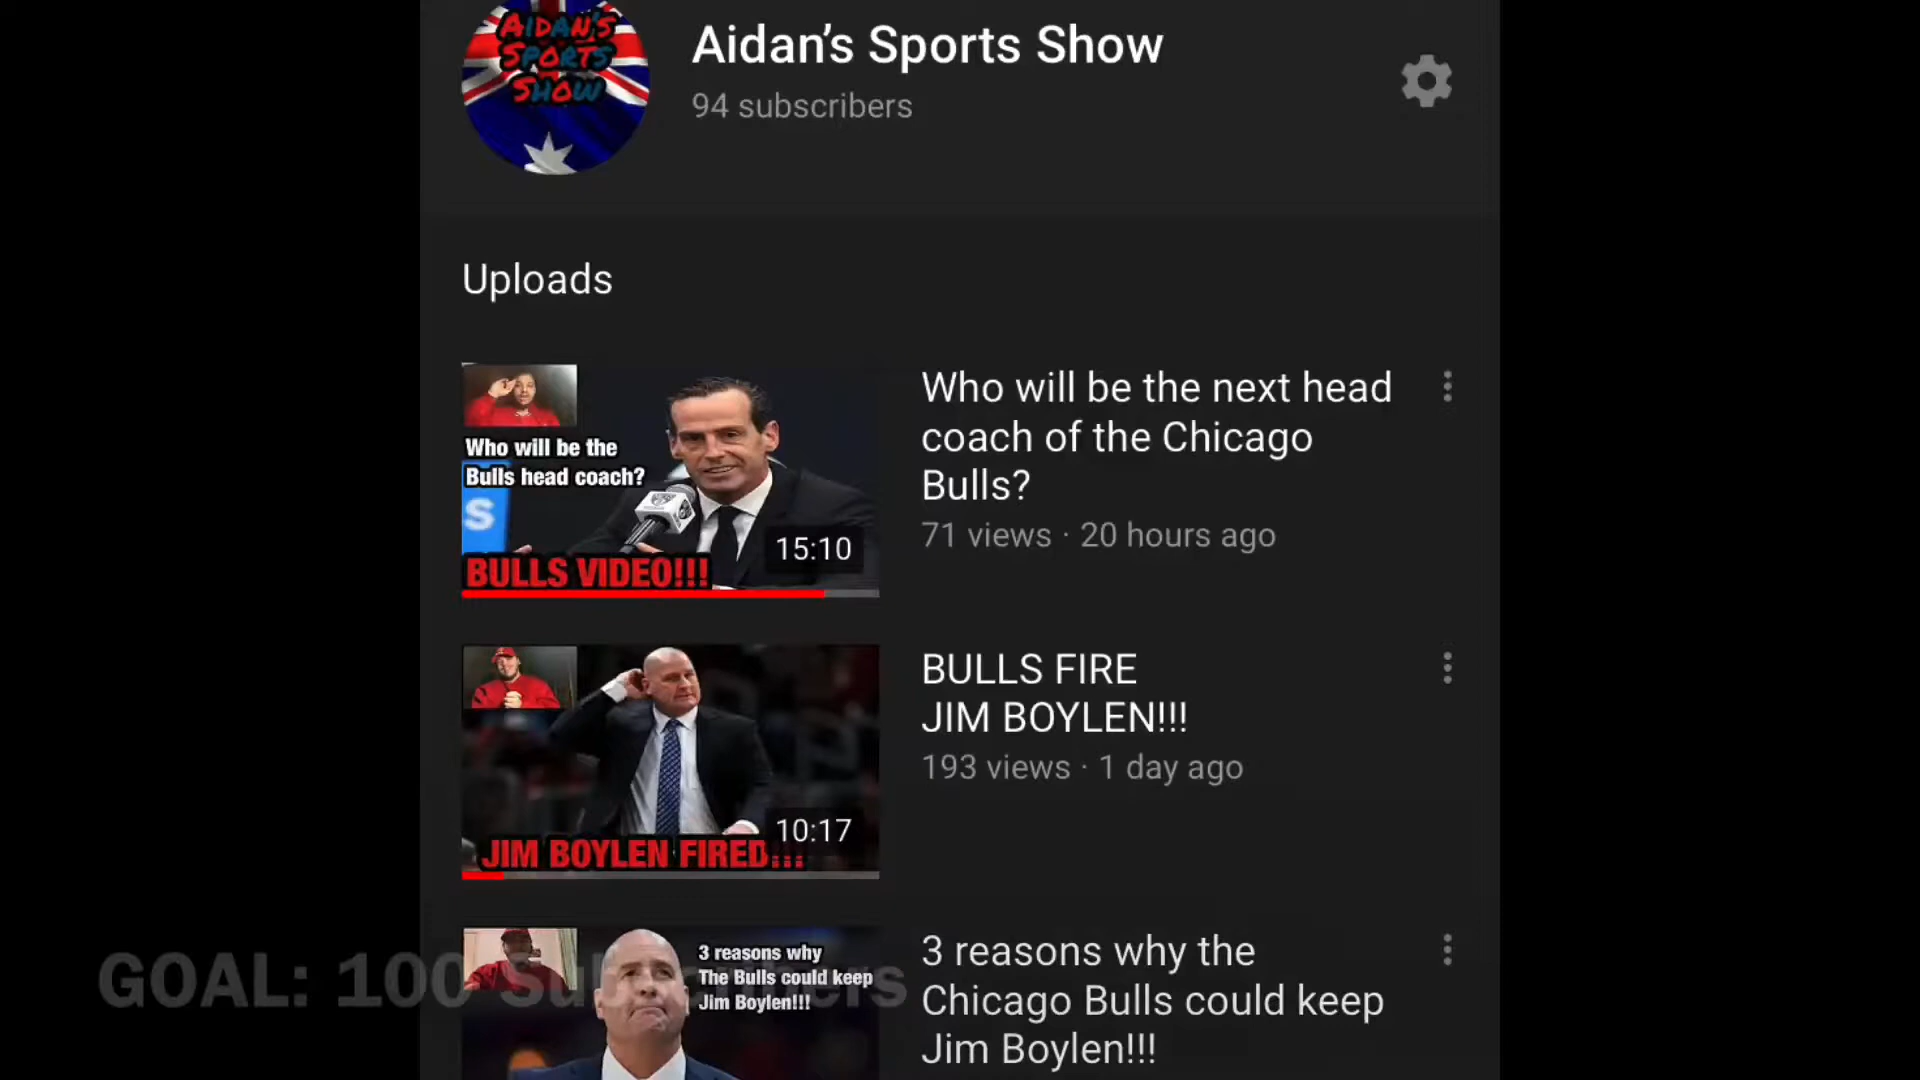 AIDAN'S
SPORTS
SHOW
Aidan's Sports Show
94 subscribers
Uploads
Who will be the
Bulls head coach?
S
BULLS VIDEO!!!
15:10
Who will be the next head
coach of the Chicago
Bulls?
71 views · 20 hours ago
JIM BOYLEN FIRED!!!
10:17
BULLS FIRE
JIM BOYLEN!!!
193 views · 1 day ago
3 reasons why
The Bulls could keep
Jim Boylen!!!
3 reasons why the
Chicago Bulls could keep
Jim Boylen!!!
GOAL: 100 Subscribers